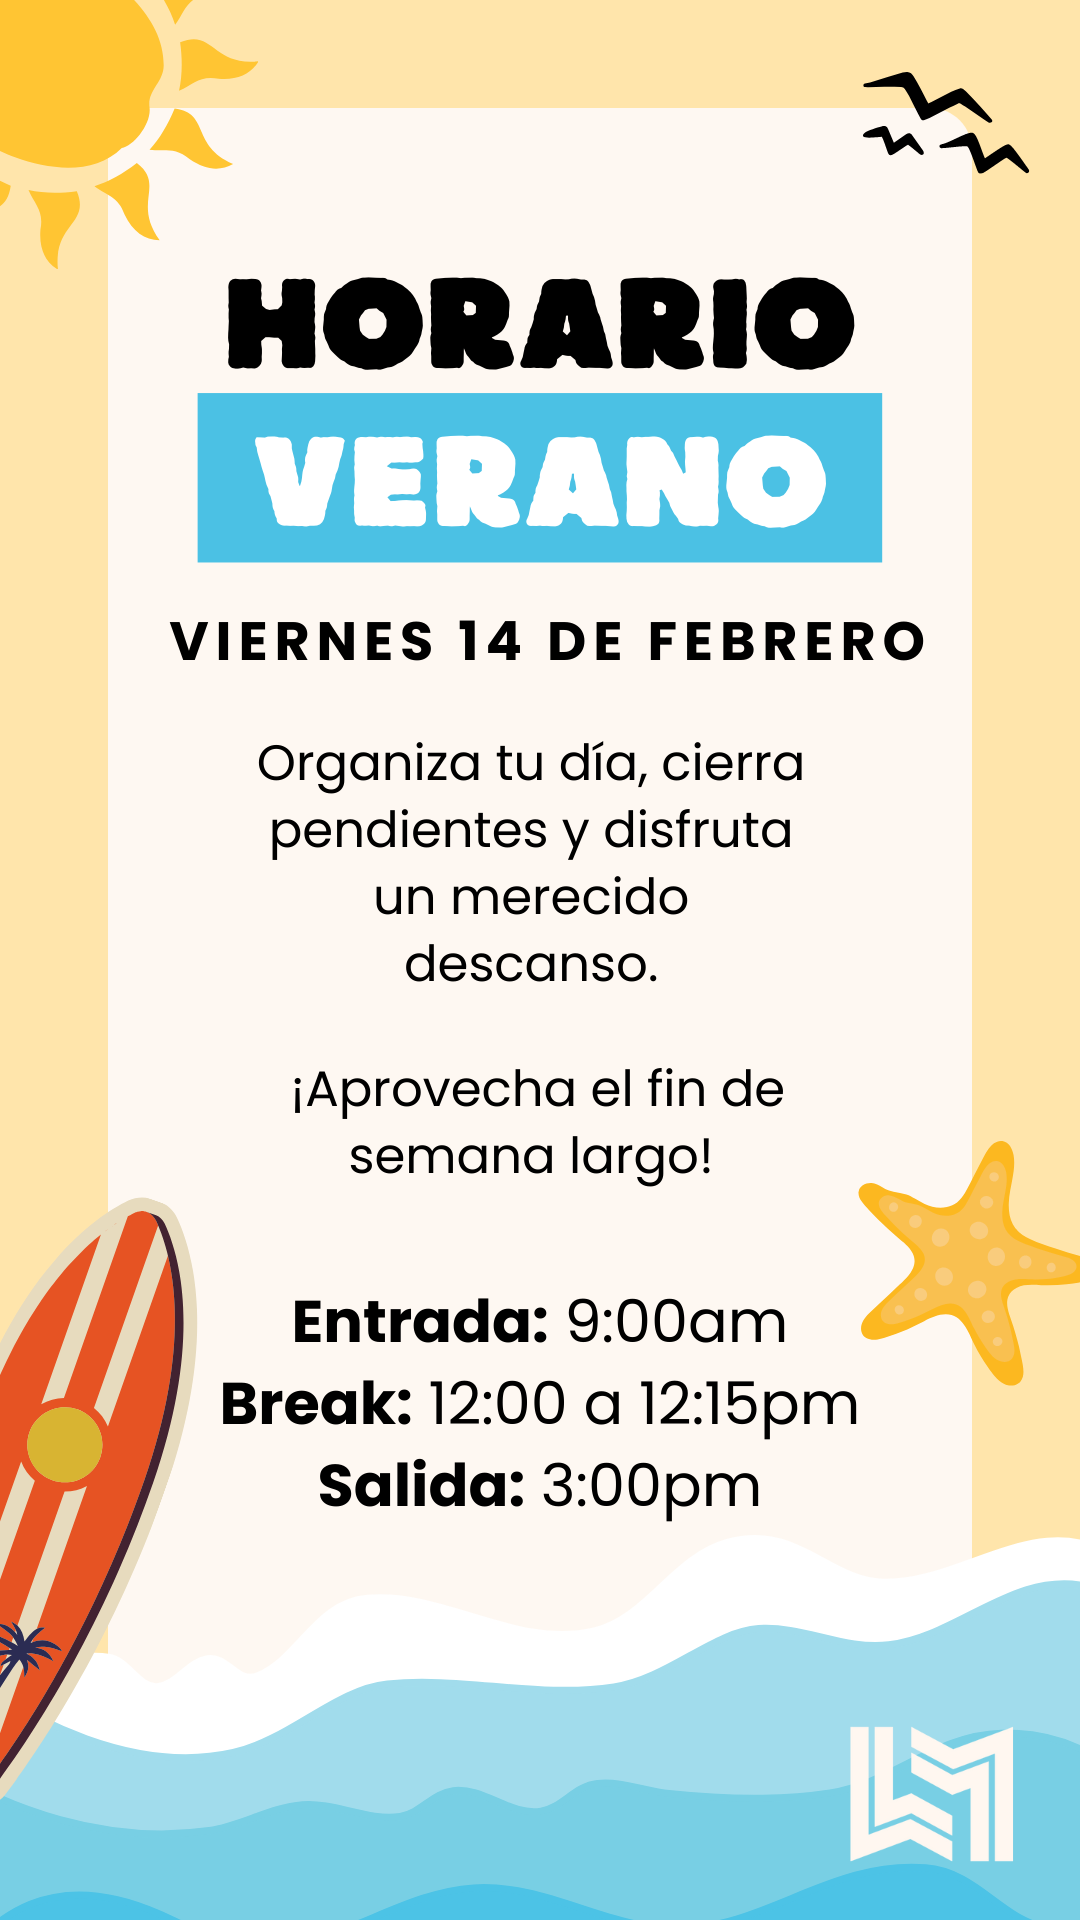 HORARIO
VERANO
VIERNES 14 DE FEBRERO
Organiza tu día, cierra
pendientes y disfruta
un merecido
descanso.
¡Aprovecha el fin de
semana largo!
Entrada: 9:00am
Break: 12:00 a 12:15pm
Salida: 3:00pm